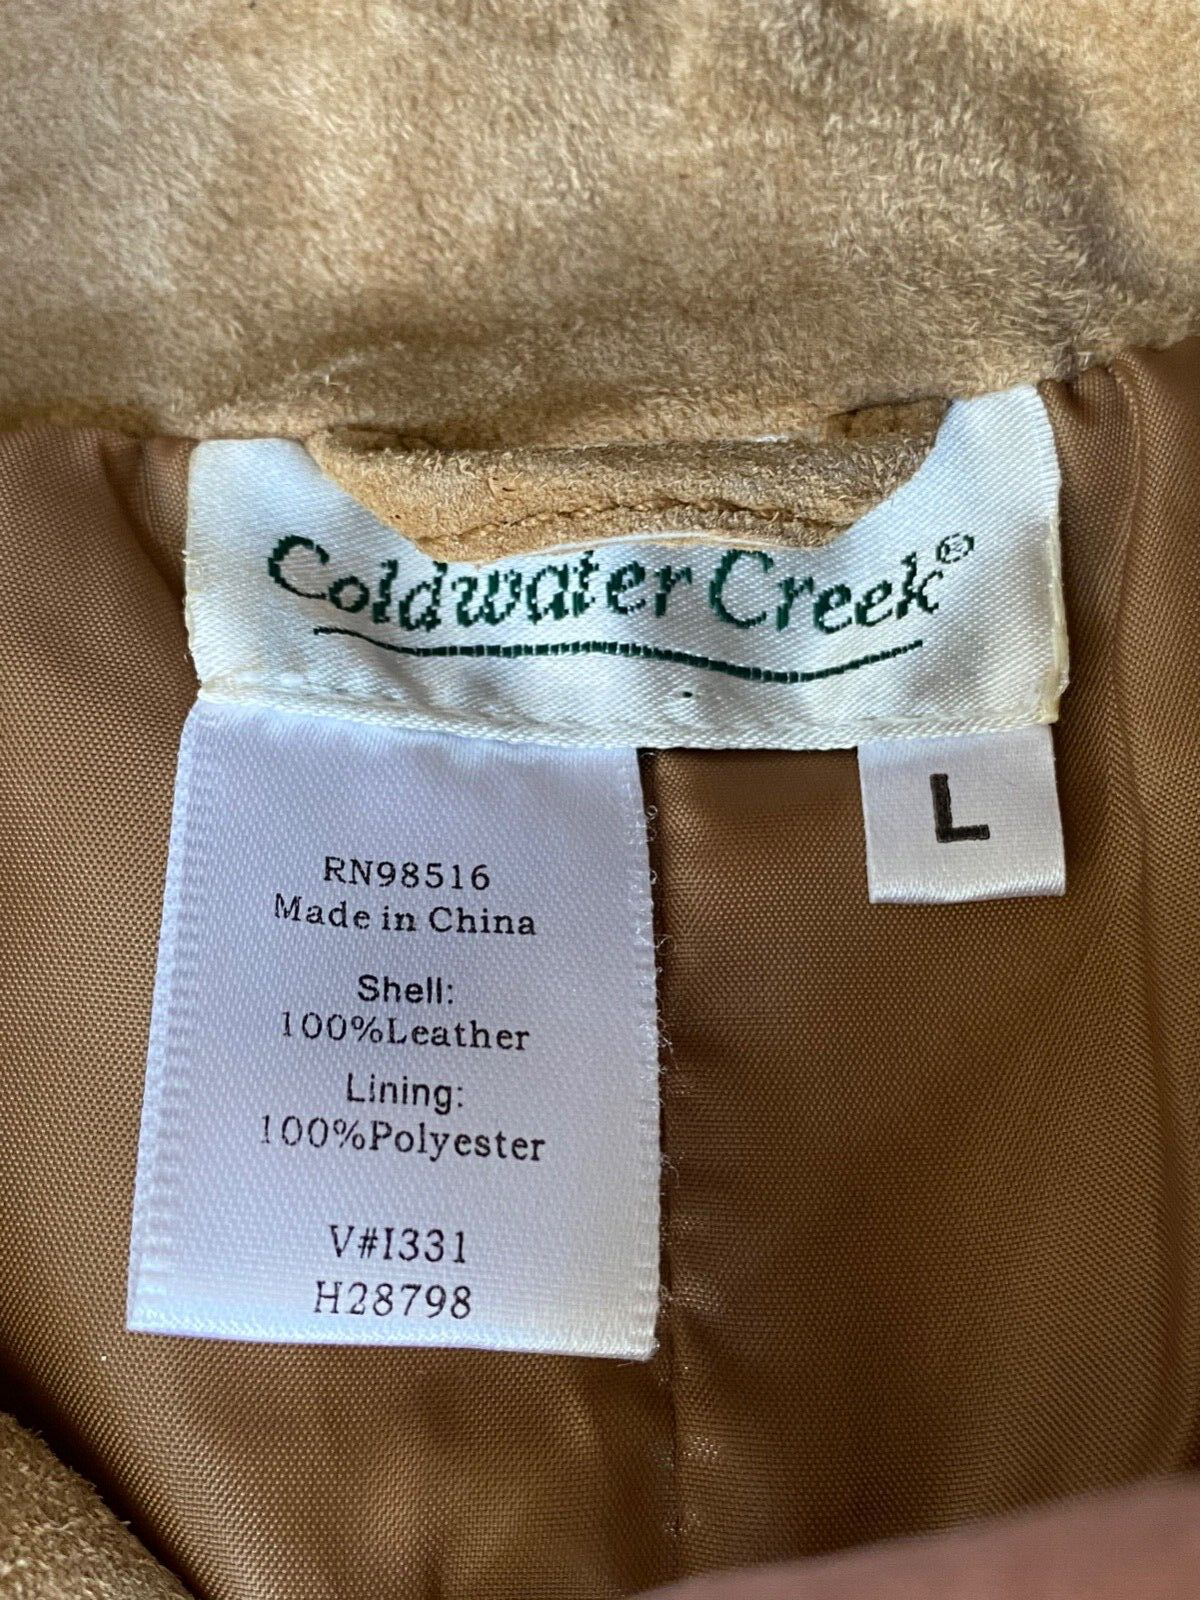 Coldwater Creek®
L
RN98516
Made in China
Shell:
100%Leather
Lining:
100%Polyester
V#I331
H28798